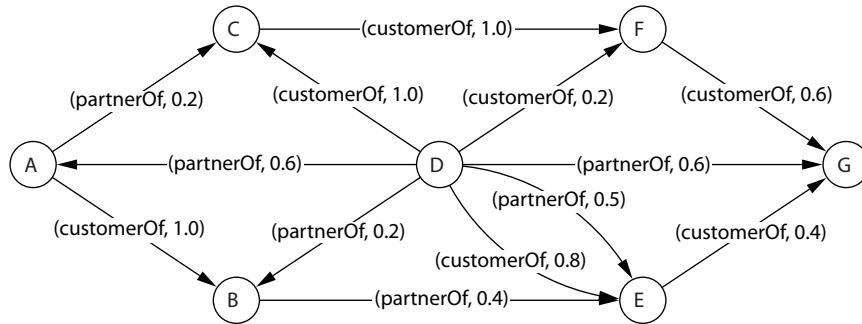 C
(customerOf, 1.0)
F
(partnerOf, 0.2)
(customerOf, 1.0)
(customerOf, 0.2)
(customerOf, 0.6)
A
(partnerOf, 0.6)
D
(partnerOf, 0.6)
G
(partnerOf, 0.5)
(customerOf, 1.0)
(partnerOf, 0.2)
(customerOf, 0.4)
(customerOf, 0.8)
B
(partnerOf, 0.4)
E